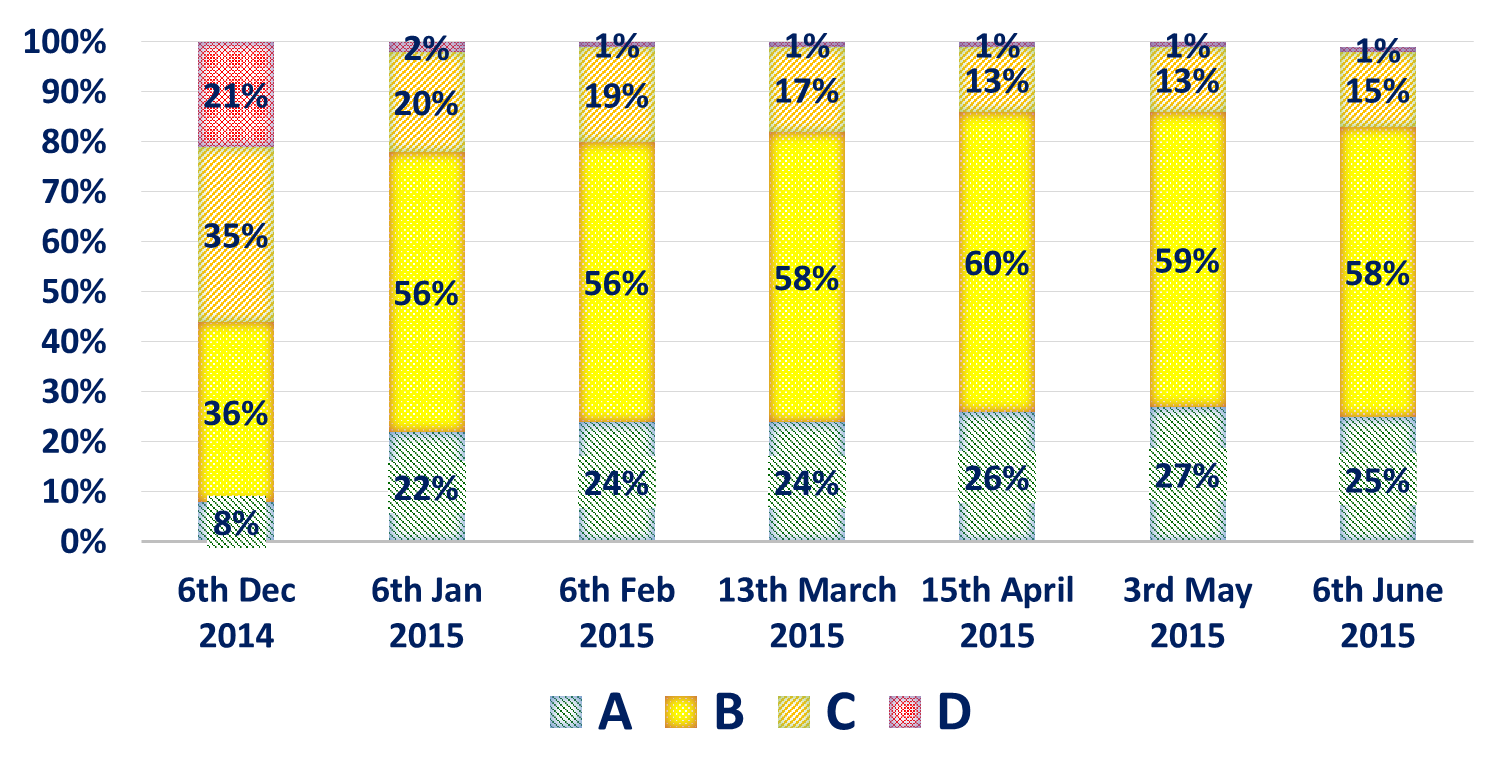 100%
90%
80%
70%
60%
50%
40%
30%
20%
10%
0%
21% 2% 1% 1% 1% 1% 1%
35% 20% 19% 17% 13% 13% 15%
36% 56% 56% 58% 60% 59% 58%
8% 22% 24% 24% 26% 27% 25%
6th Dec 6th Jan 6th Feb 13th March 15th April 3rd May 6th June
2014 2015 2015 2015 2015 2015 2015
A B C D